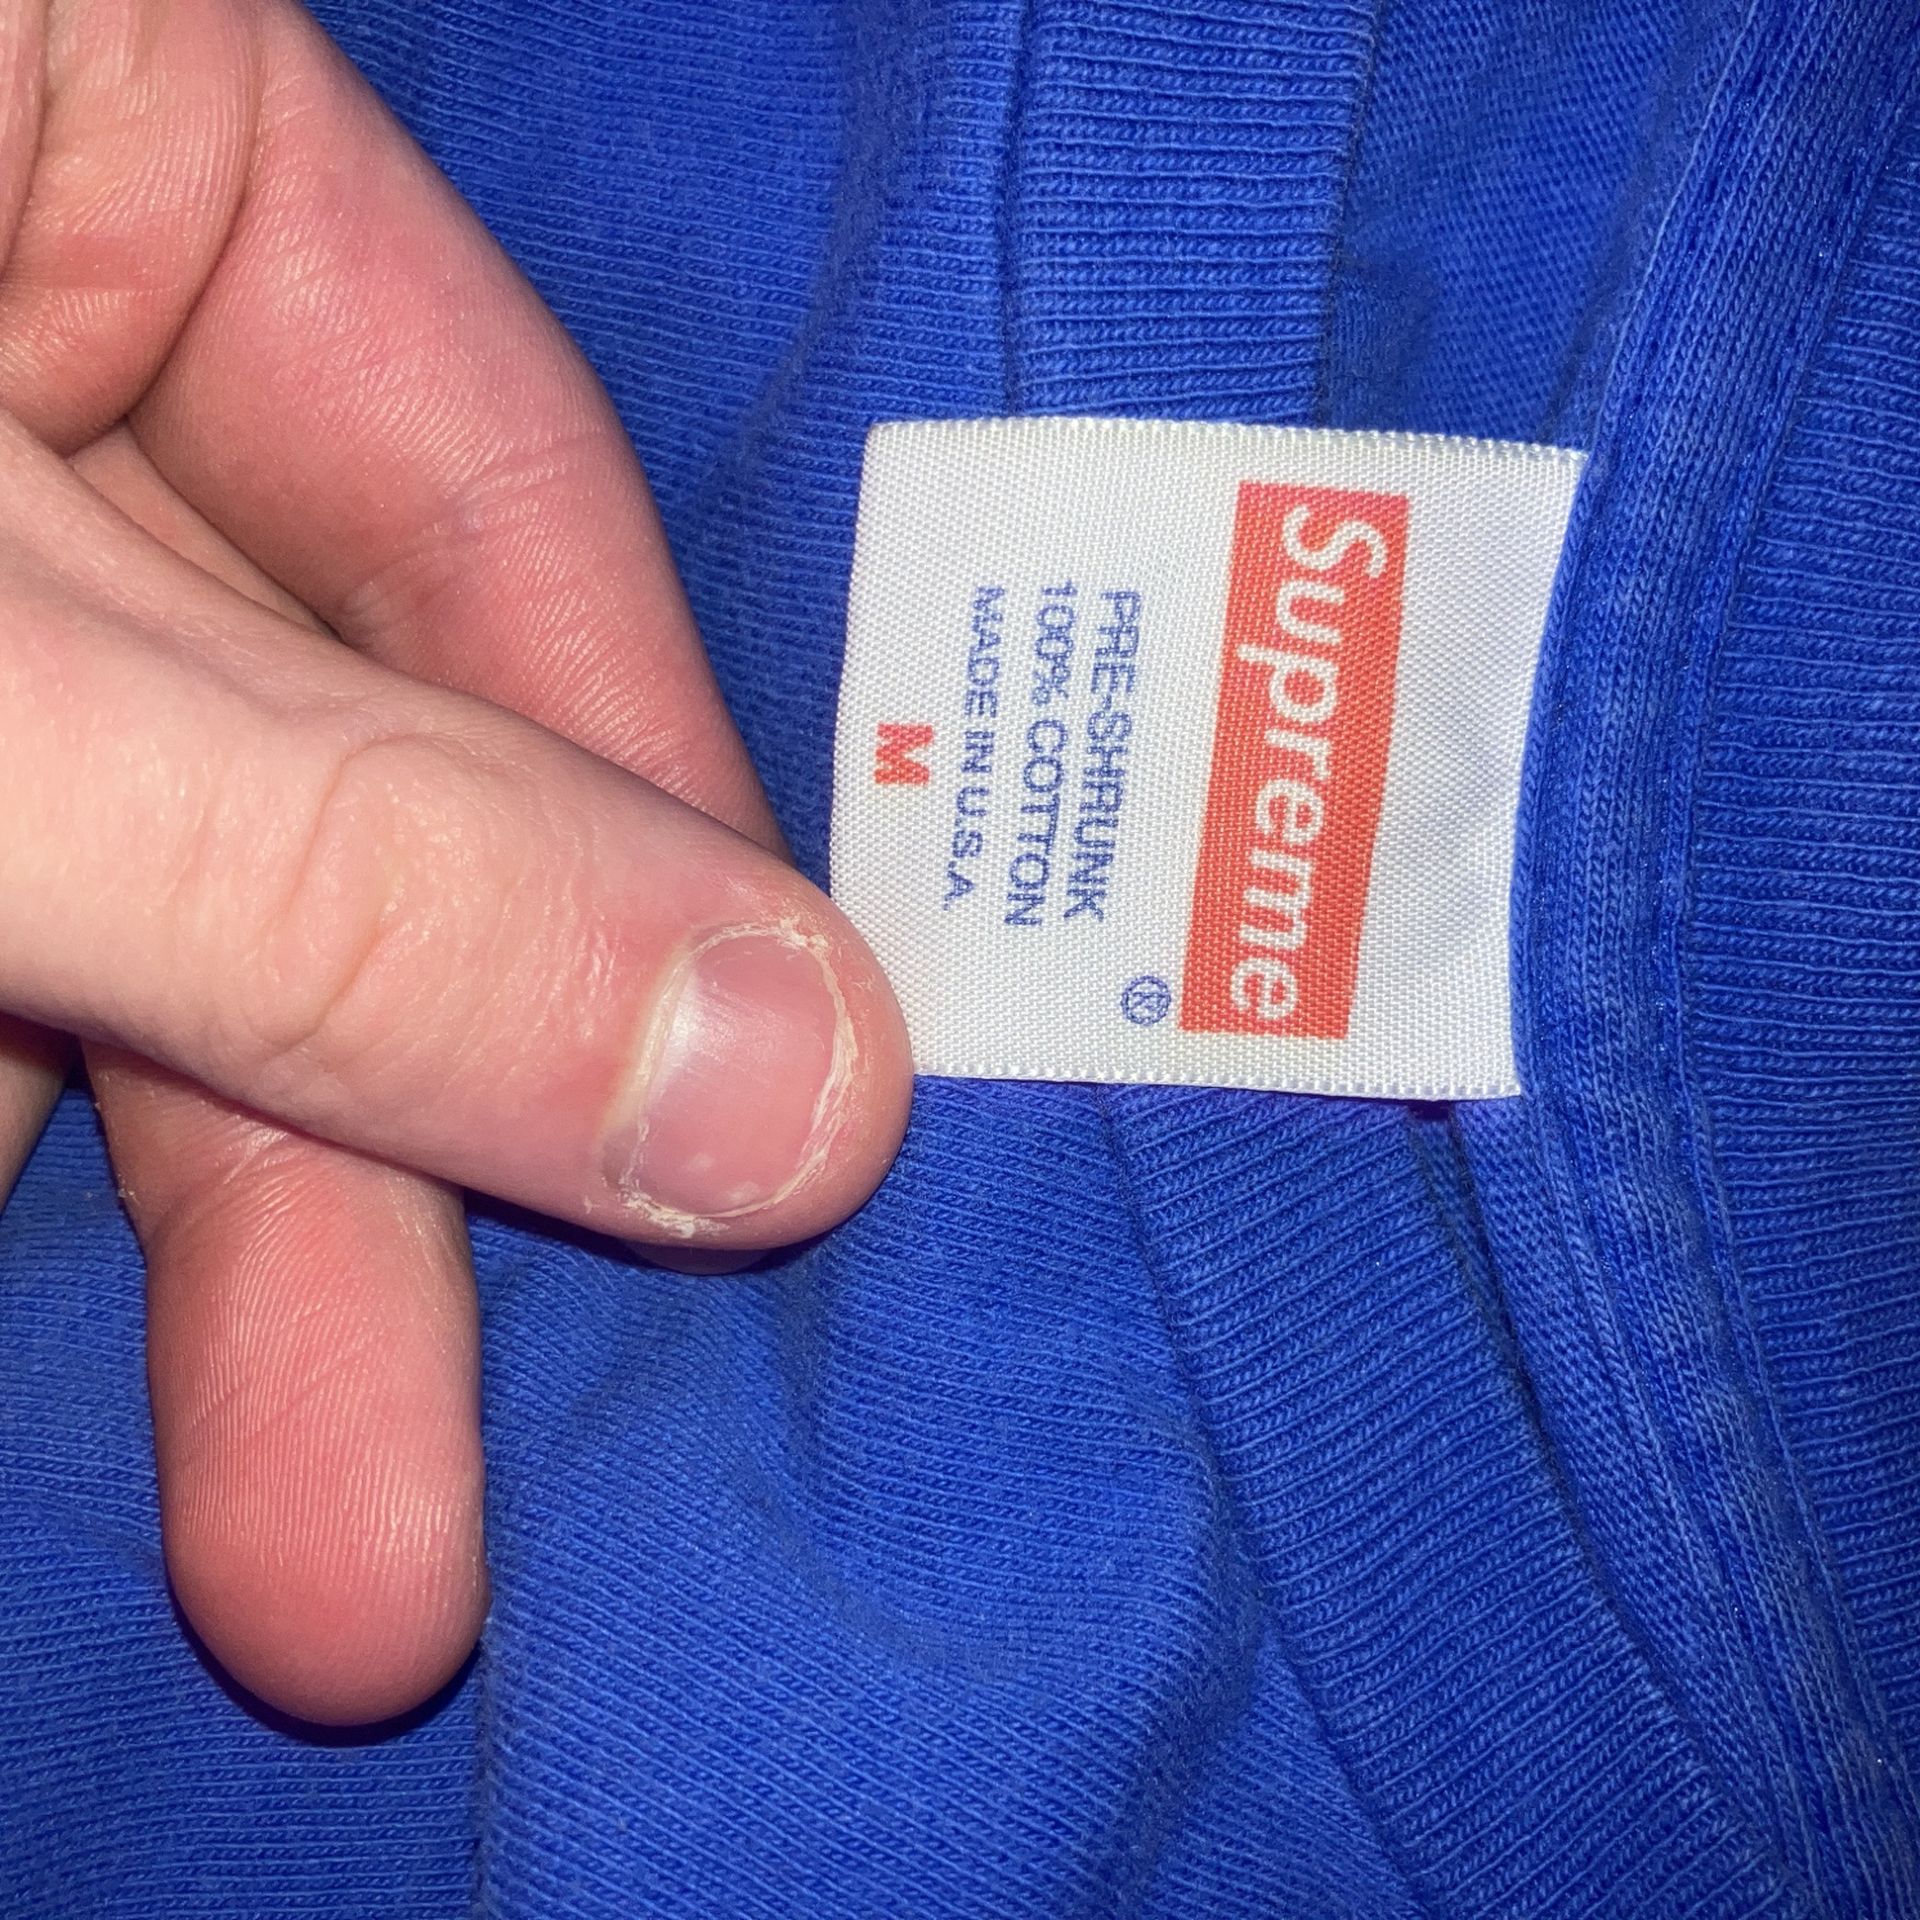 Supreme
®
PRE-SHRUNK
100% COTTON
MADE IN U.S.A.
M